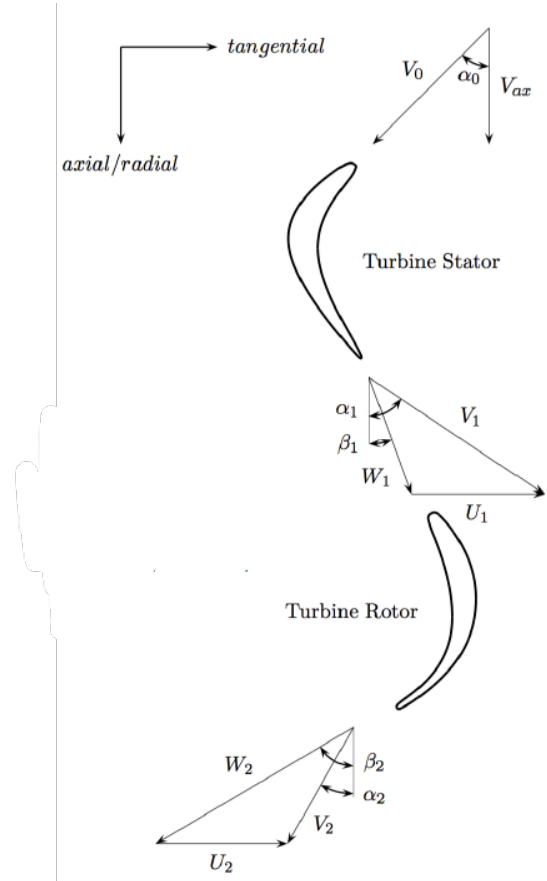 tangential
axial/radial
V₀
α₀
Vₐₓ
Turbine Stator
α₁
V₁
β₁
W₁
U₁
Turbine Rotor
W₂
β₂
α₂
V₂
U₂